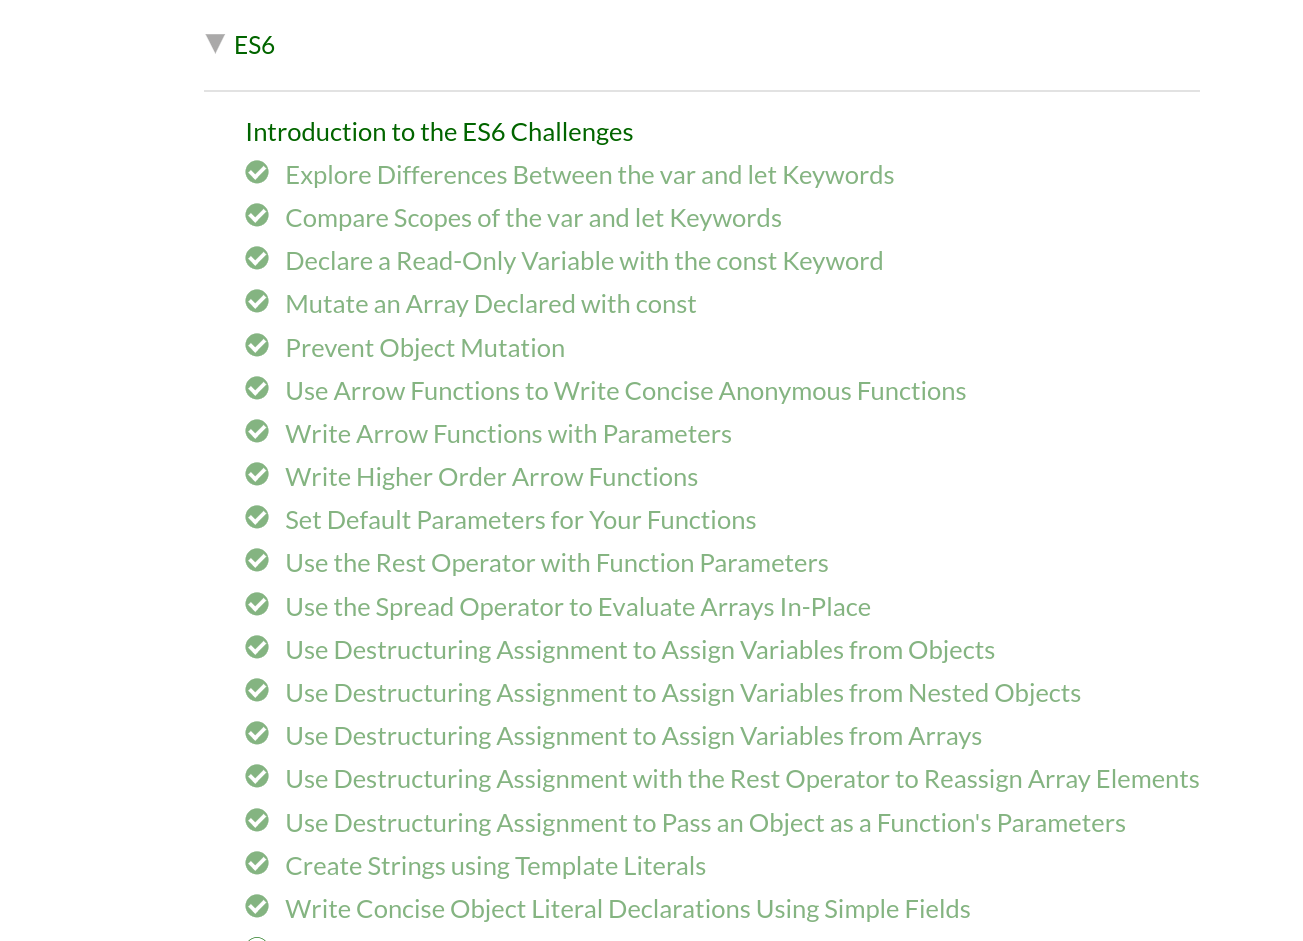 ES6
Introduction to the ES6 Challenges
Explore Differences Between the var and let Keywords
Compare Scopes of the var and let Keywords
Declare a Read-Only Variable with the const Keyword
Mutate an Array Declared with const
Prevent Object Mutation
Use Arrow Functions to Write Concise Anonymous Functions
Write Arrow Functions with Parameters
Write Higher Order Arrow Functions
Set Default Parameters for Your Functions
Use the Rest Operator with Function Parameters
Use the Spread Operator to Evaluate Arrays In-Place
Use Destructuring Assignment to Assign Variables from Objects
Use Destructuring Assignment to Assign Variables from Nested Objects
Use Destructuring Assignment to Assign Variables from Arrays
Use Destructuring Assignment with the Rest Operator to Reassign Array Elements
Use Destructuring Assignment to Pass an Object as a Function's Parameters
Create Strings using Template Literals
Write Concise Object Literal Declarations Using Simple Fields